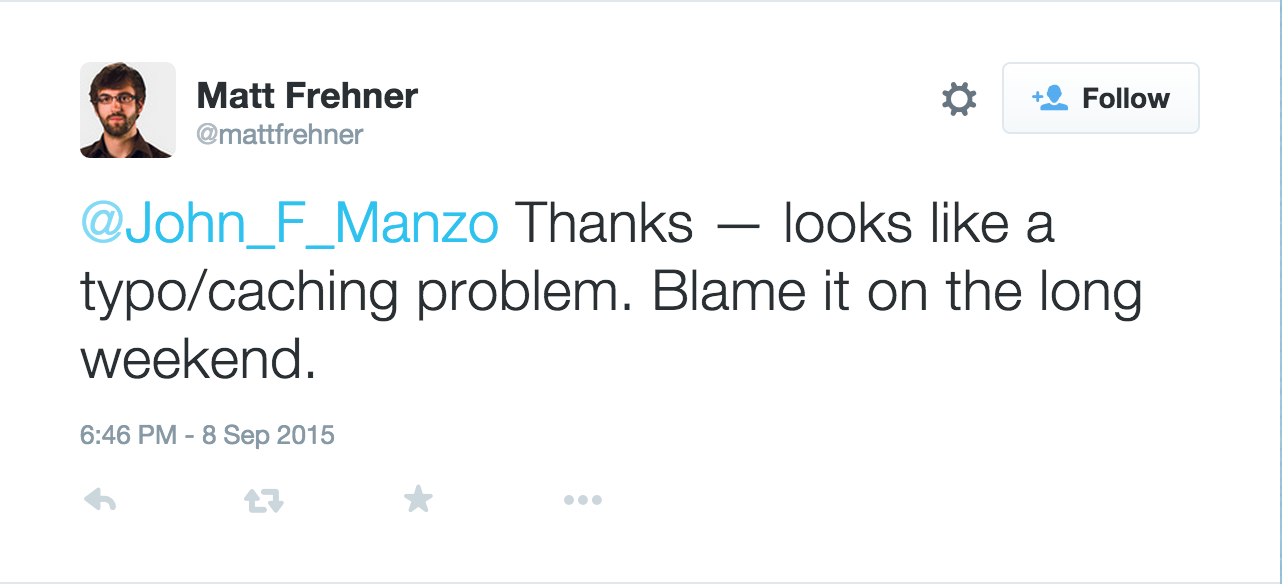 Matt Frehner
@mattfrehner
Follow
@John_F_Manzo Thanks — looks like a
typo/caching problem. Blame it on the long
weekend.
6:46 PM - 8 Sep 2015